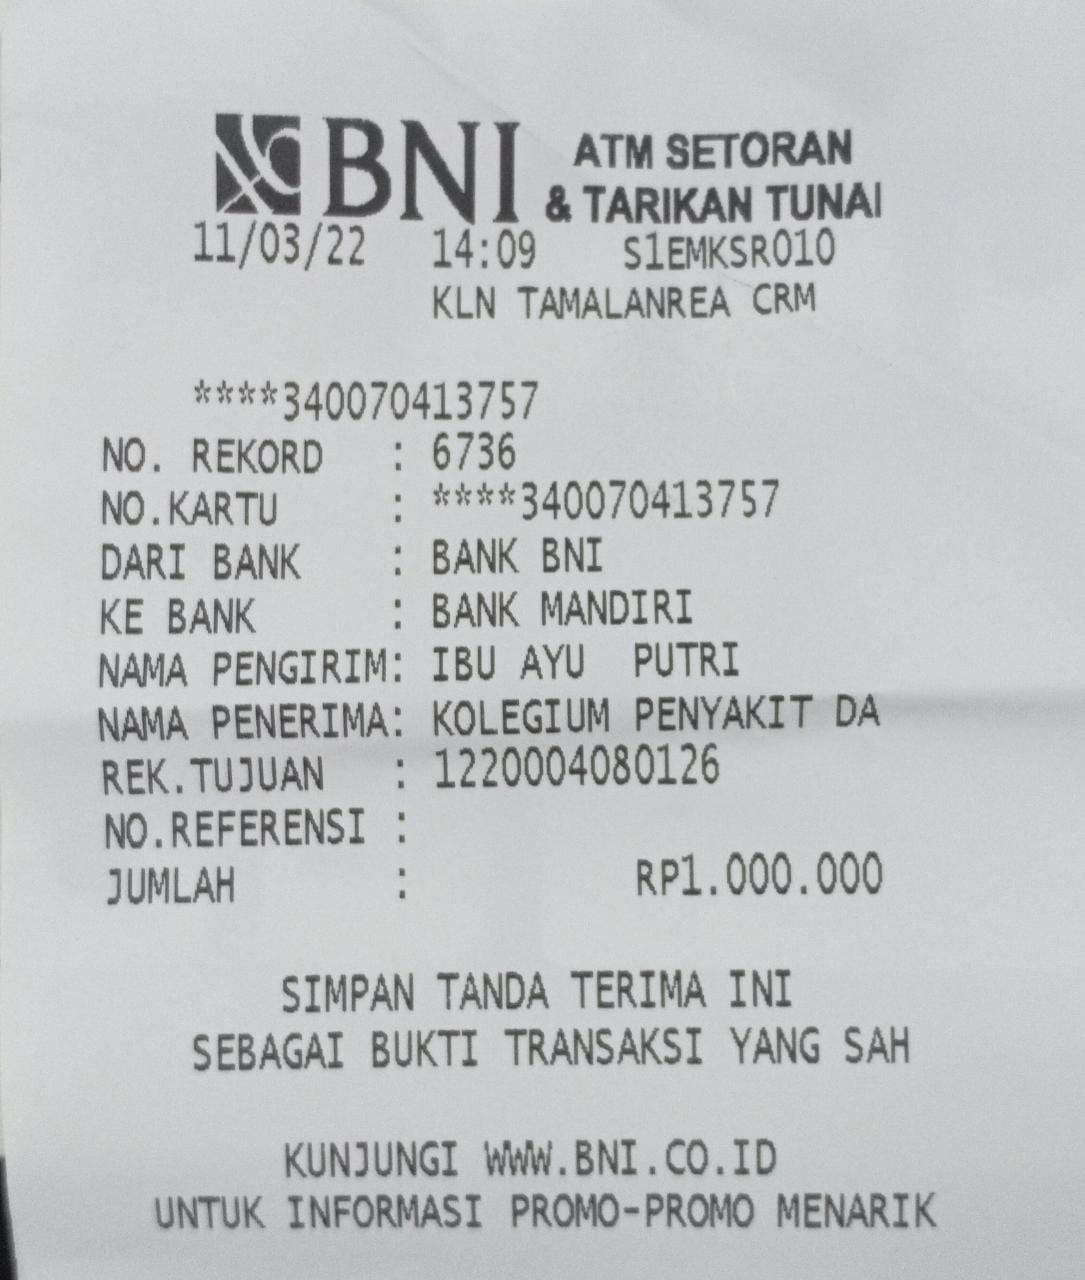 BNI ATM SETORAN
& TARIKAN TUNAI
11/03/22 14:09 S1EMKSR010
KLN TAMALANREA CRM
****340070413757
NO. REKORD : 6736
NO.KARTU : ****340070413757
DARI BANK : BANK BNI
KE BANK : BANK MANDIRI
NAMA PENGIRIM: IBU AYU PUTRI
NAMA PENERIMA: KOLEGIUM PENYAKIT DA
REK.TUJUAN : 1220004080126
NO.REFERENSI :
JUMLAH : RP1.000.000
SIMPAN TANDA TERIMA INI
SEBAGAI BUKTI TRANSAKSI YANG SAH
KUNJUNGI WWW.BNI.CO.ID
UNTUK INFORMASI PROMO-PROMO MENARIK